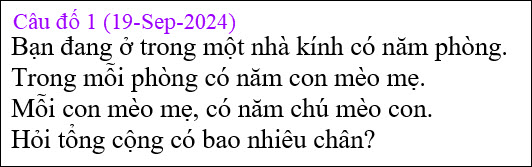 Câu đố 1 (19-Sep-2024)
Bạn đang ở trong một nhà kính có năm phòng.
Trong mỗi phòng có năm con mèo mẹ.
Mỗi con mèo mẹ, có năm chú mèo con.
Hỏi tổng cộng có bao nhiêu chân?